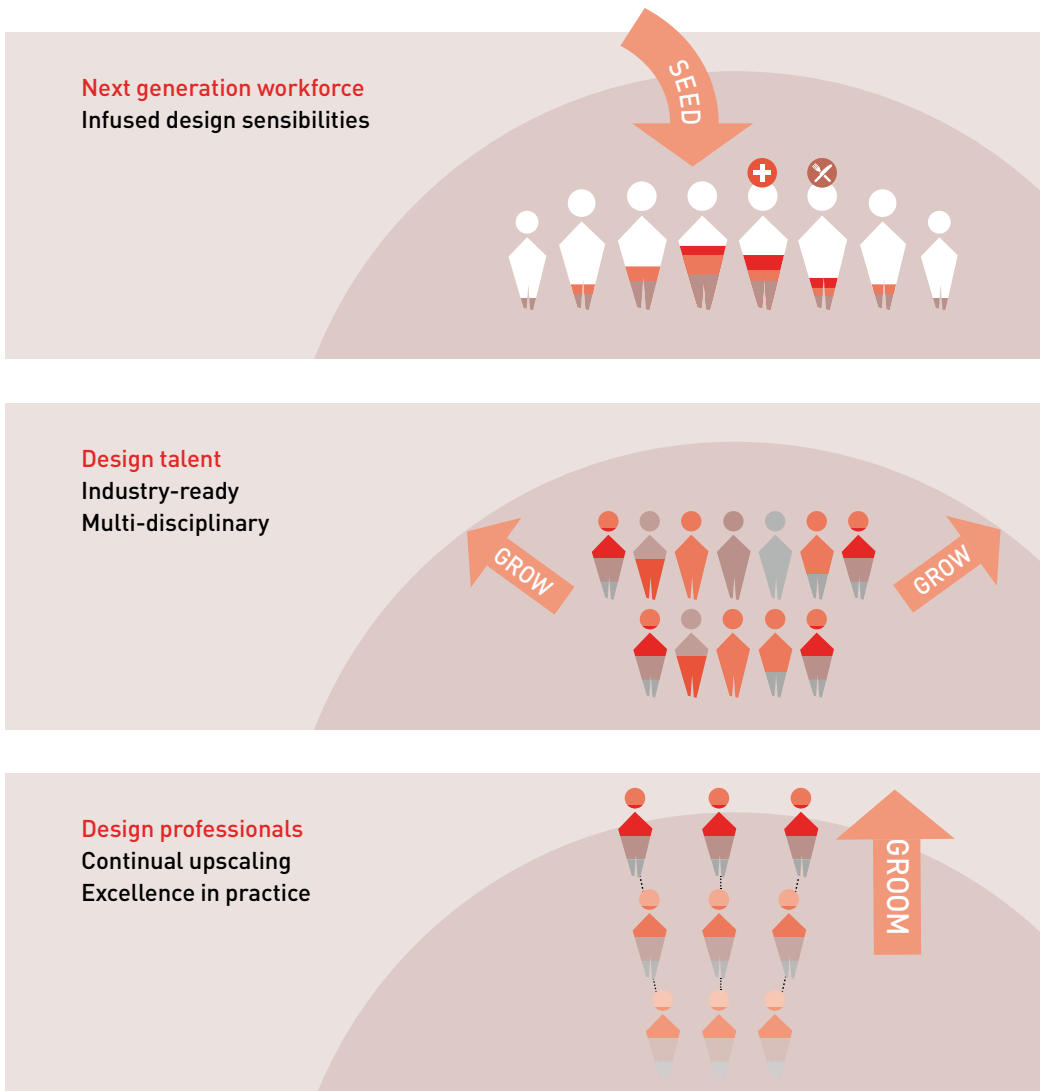 Next generation workforce
Infused design sensibilities
SEED
Design talent
Industry-ready
Multi-disciplinary
GROW
GROW
Design professionals
Continual upscaling
Excellence in practice
GROOM